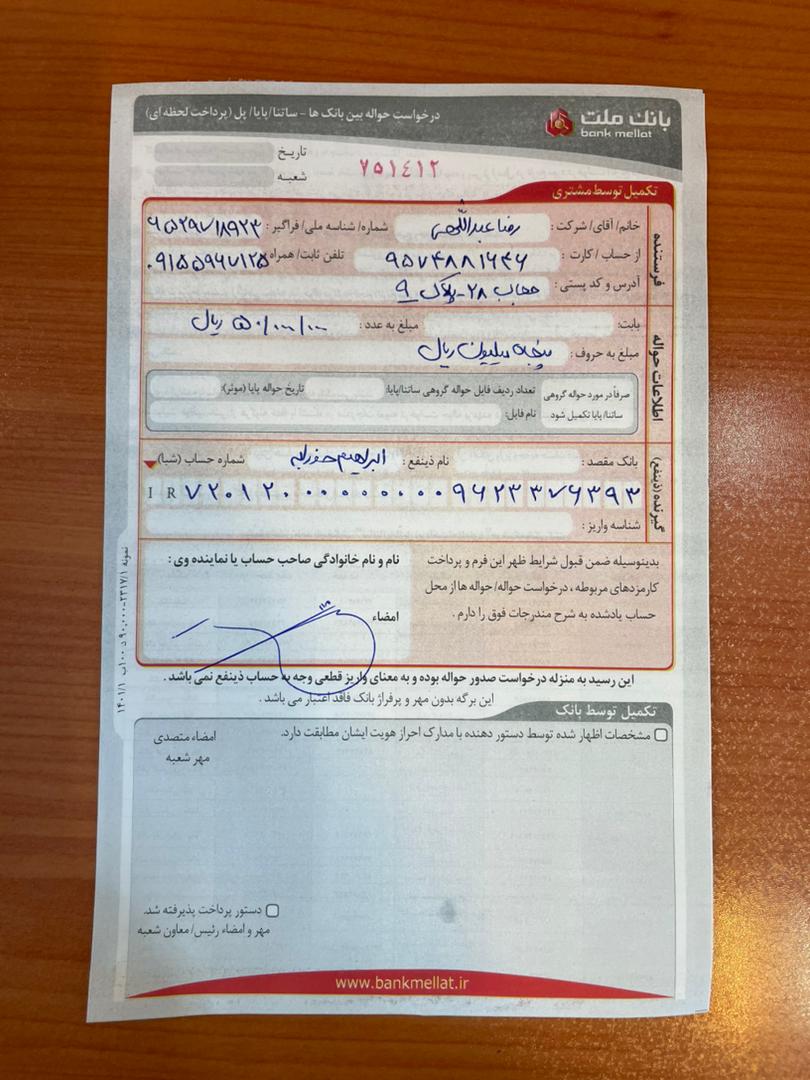 بانک ملت
bank mellat
درخواست حواله بین بانک ها - ساتنا/پایا/پل (پرداخت لحظه ای)
تاریخ
۷۵۱۴۱۲
شعبه
تکمیل توسط مشتری
فرستنده
خانم/آقای/شرکت: رضا عبداللهی شماره/شناسه ملی/فراگیر: ۶۵۲۹۷۱۸۹۲۳
از حساب/کارت: ۹۵۷۴۸۸۱۶۴۶ تلفن ثابت/همراه ۰۹۱۵۵۹۶۷۱۲۵
آدرس و کد پستی: ۲۸-پلاک ۹
اطلاعات حواله
بابت: مبلغ به عدد: ۵۰/۰۰۰/۰۰۰ ریال
مبلغ به حروف: پنجاه میلیون ریال
صرفاً در مورد حواله گروهی ساتنا/پایا تکمیل شود
تعداد ردیف فایل حواله گروهی ساتنا/پایا: تاریخ حواله پایا (موثر):
نام فایل:
گیرنده (ذینفع)
بانک مقصد: نام ذینفع: ابراهیم شماره حساب (شبا)
IR ۷۲۰۱۲۰۰۰۰۰۰۰۰۰۹۶۲۳۳۷۶۳۹۳
شناسه واریز:
بدینوسیله ضمن قبول شرایط ظهر این فرم و پرداخت
کارمزدهای مربوطه، درخواست حواله/حواله ها از محل
حساب یادشده به شرح مندرجات فوق را دارم.
نام و نام خانوادگی صاحب حساب یا نماینده وی:
امضاء
این رسید به منزله درخواست صدور حواله بوده و به معنای واریز قطعی وجه به حساب ذینفع نمی باشد.
این برگه بدون مهر و پرفراژ بانک فاقد اعتبار می باشد.
تکمیل توسط بانک
مشخصات اظهار شده توسط دستور دهنده با مدارک احراز هویت ایشان مطابقت دارد.
امضاء متصدی
مهر شعبه
دستور پرداخت پذیرفته شد.
مهر و امضاء رئیس/معاون شعبه
www.bankmellat.ir
نمونه ۲۳۱۷/۱-۹۰,۰۰۰ د ۱۰۰ب ۱۴۰۱/۱